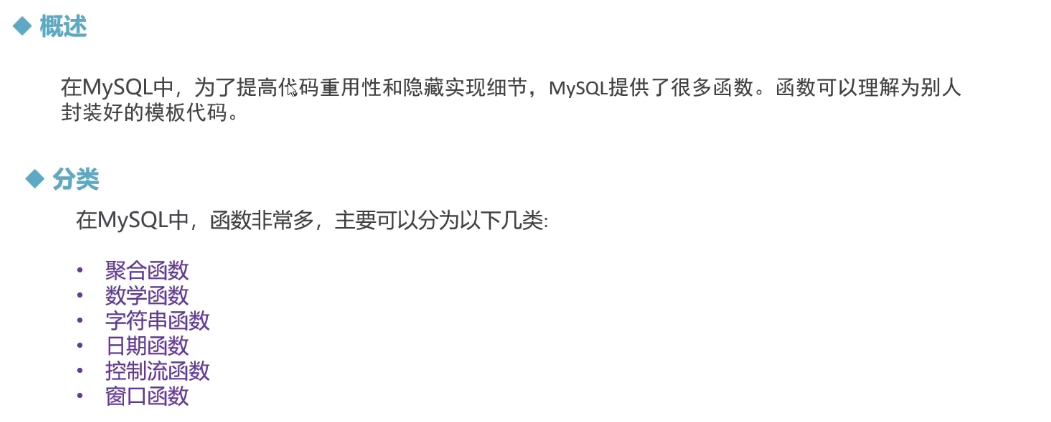 概述
在MySQL中，为了提高代码重用性和隐藏实现细节，MySQL提供了很多函数。函数可以理解为别人
封装好的模板代码。
分类
在MySQL中，函数非常多，主要可以分为以下几类:
• 聚合函数
• 数学函数
• 字符串函数
• 日期函数
• 控制流函数
• 窗口函数